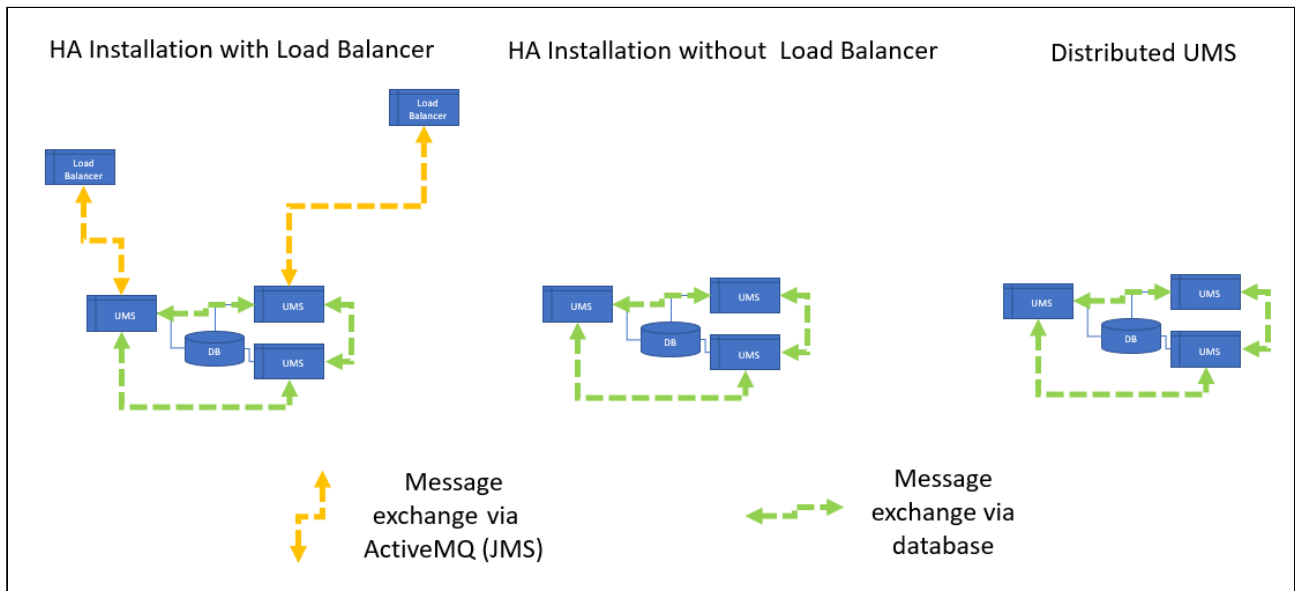 HA Installation with Load Balancer
HA Installation without Load Balancer
Distributed UMS
Load
Balancer
Load
Balancer
UMS
UMS
DB
UMS
UMS
UMS
DB
UMS
UMS
UMS
DB
UMS
Message
exchange via
ActiveMQ (JMS)
Message
exchange via
database